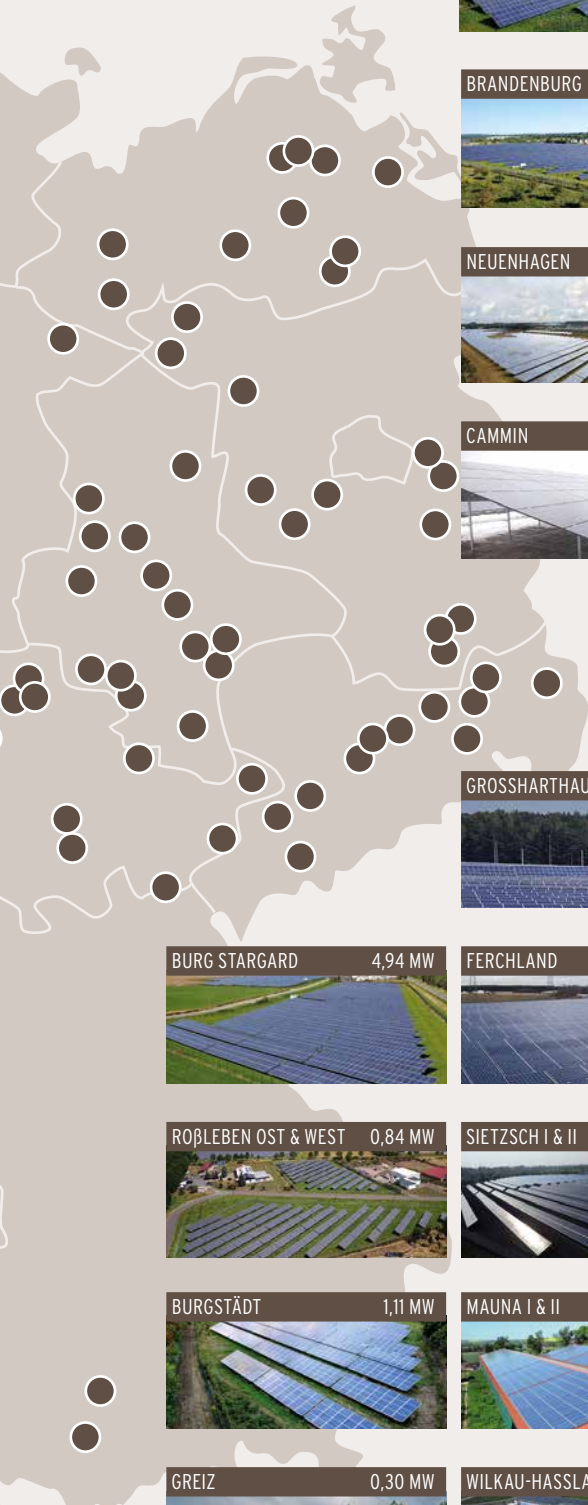 BRANDENBURG
NEUENHAGEN
CAMMIN
GROSSHARTHAU
BURG STARGARD 4,94 MW
FERCHLAND
ROβLEBEN OST & WEST 0,84 MW
SIETZSCH I & II
BURGSTÄDT 1,11 MW
MAUNA I & II
GREIZ 0,30 MW
WILKAU-HASSLA